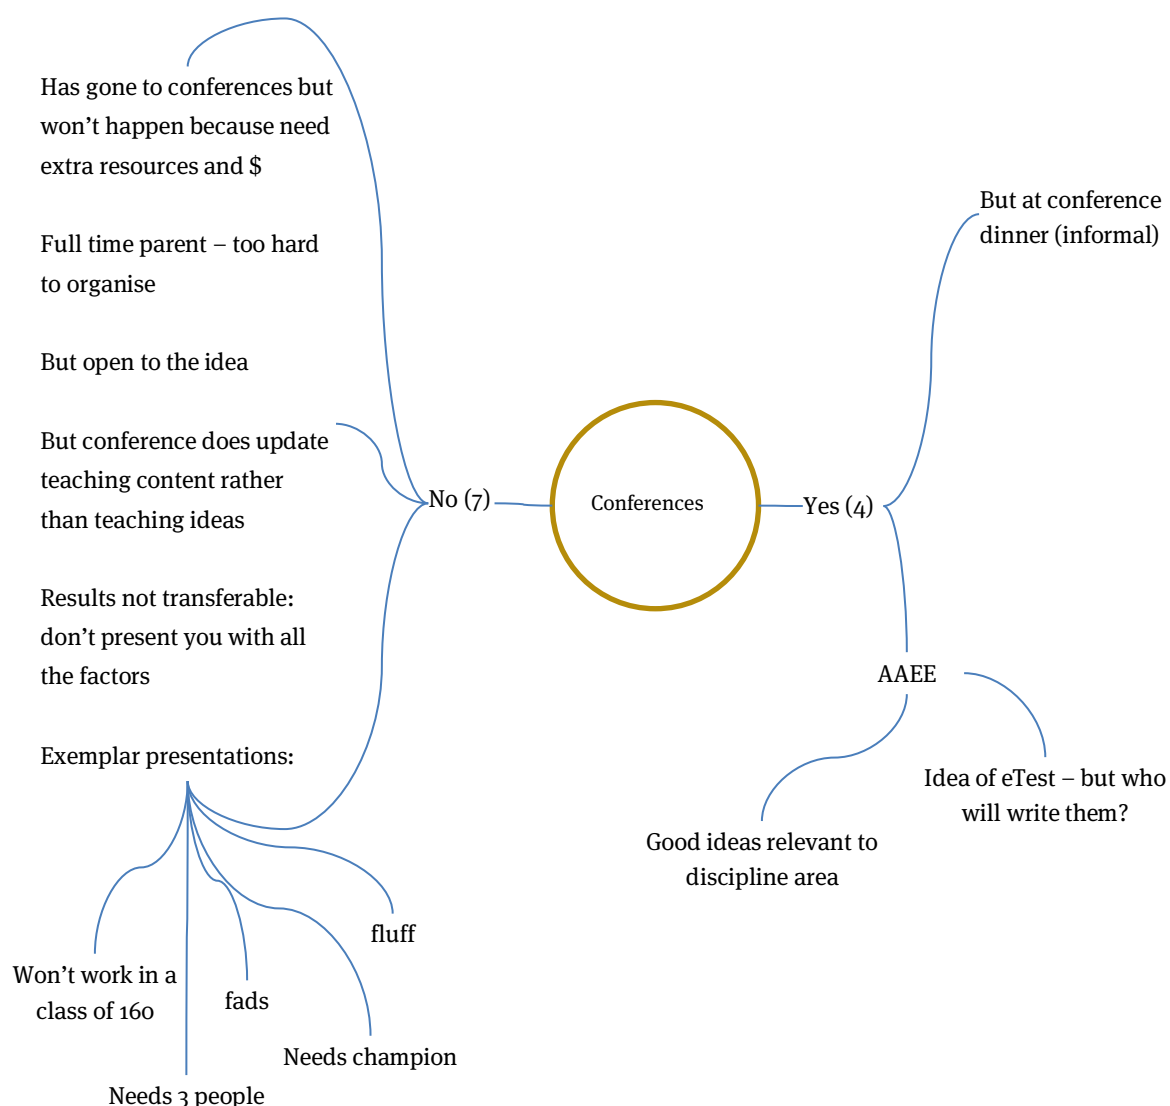 Has gone to conferences but
won’t happen because need
extra resources and $
Full time parent – too hard
to organise
But open to the idea
But conference does update
teaching content rather
than teaching ideas
Results not transferable:
don’t present you with all
the factors
Exemplar presentations:
Won’t work in a
class of 160
Needs 3 people
fads
Needs champion
fluff
No (7)
Conferences
Yes (4)
But at conference
dinner (informal)
AAEE
Good ideas relevant to
discipline area
Idea of eTest – but who
will write them?